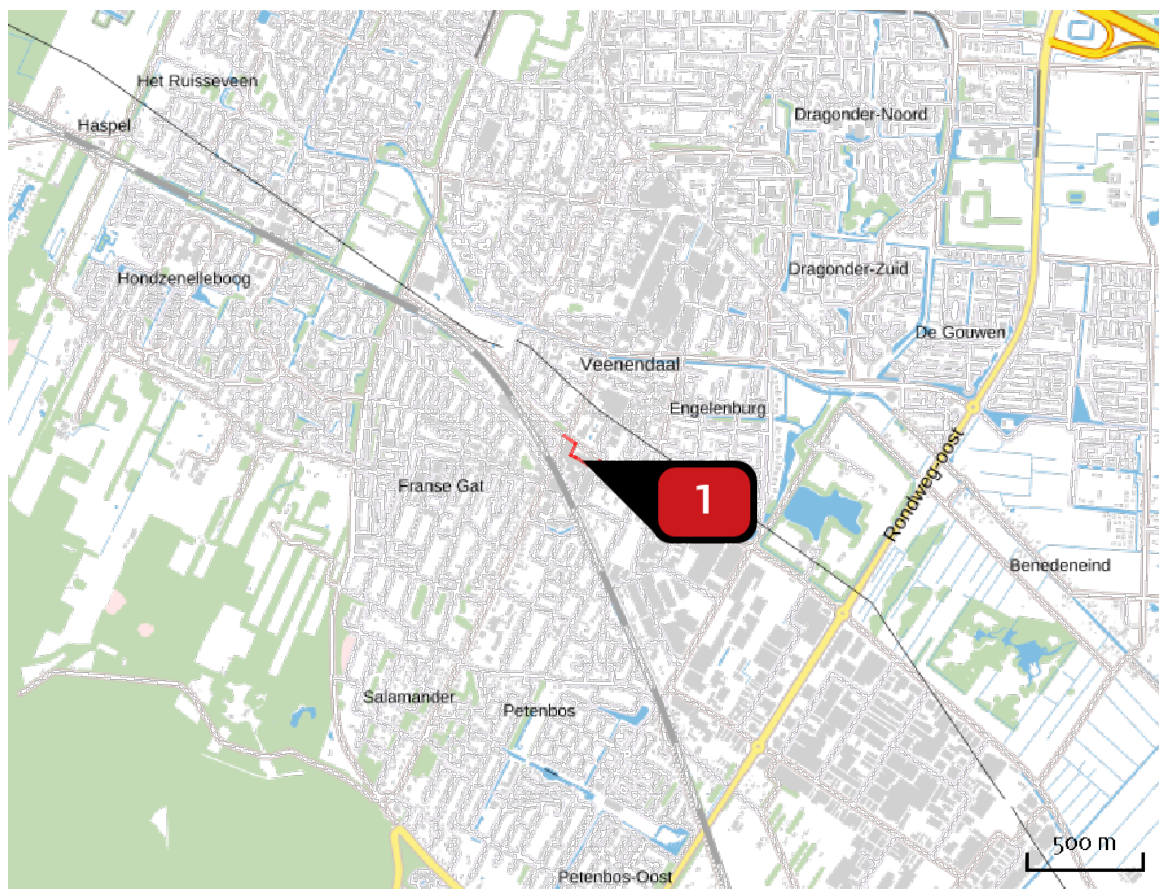 Het Ruisseveen
Haspel
Dragonder-Noord
Hondzenelleboog
Dragonder-Zuid
De Gouwen
Veenendaal
Engelenburg
Rondweg-oost
Franse Gat
1
Benedeneind
Salamander
Petenbos
500 m
Petenbos-Oost